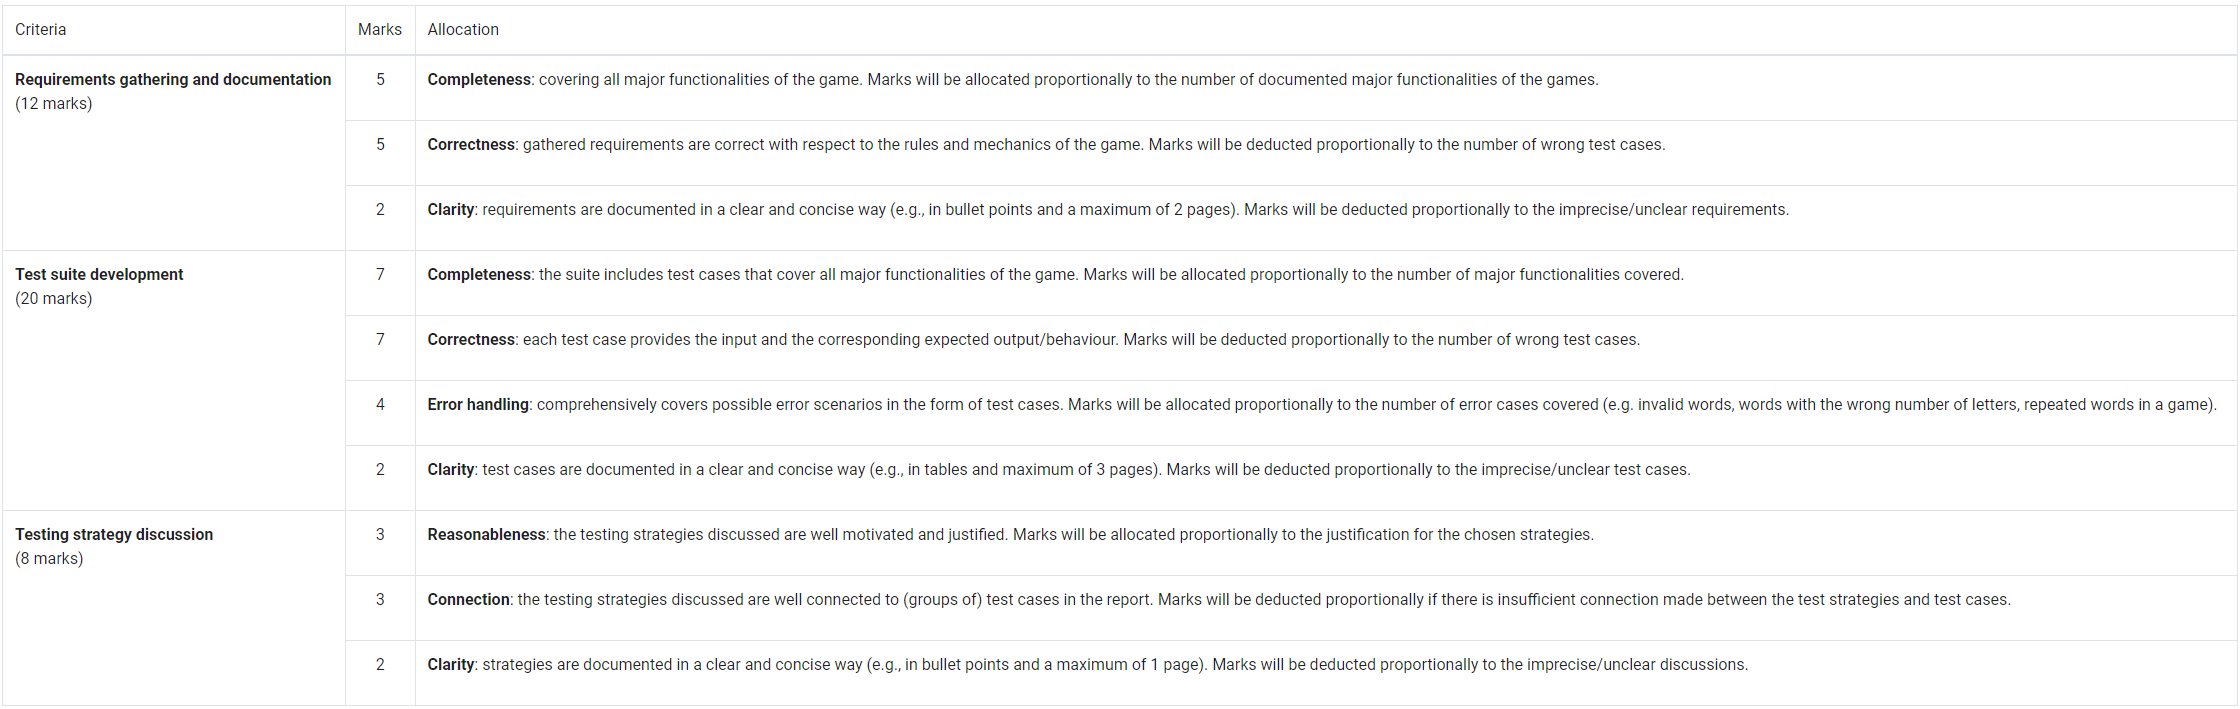 Criteria Marks Allocation
Requirements gathering and documentation 5 Completeness: covering all major functionalities of the game. Marks will be allocated proportionally to the number of documented major functionalities of the games.
(12 marks)
5 Correctness: gathered requirements are correct with respect to the rules and mechanics of the game. Marks will be deducted proportionally to the number of wrong test cases.
2 Clarity: requirements are documented in a clear and concise way (e.g., in bullet points and a maximum of 2 pages). Marks will be deducted proportionally to the imprecise/unclear requirements.
Test suite development 7 Completeness: the suite includes test cases that cover all major functionalities of the game. Marks will be allocated proportionally to the number of major functionalities covered.
(20 marks)
7 Correctness: each test case provides the input and the corresponding expected output/behaviour. Marks will be deducted proportionally to the number of wrong test cases.
4 Error handling: comprehensively covers possible error scenarios in the form of test cases. Marks will be allocated proportionally to the number of error cases covered (e.g. invalid words, words with the wrong number of letters, repeated words in a game).
2 Clarity: test cases are documented in a clear and concise way (e.g., in tables and maximum of 3 pages). Marks will be deducted proportionally to the imprecise/unclear test cases.
Testing strategy discussion 3 Reasonableness: the testing strategies discussed are well motivated and justified. Marks will be allocated proportionally to the justification for the chosen strategies.
(8 marks)
3 Connection: the testing strategies discussed are well connected to (groups of) test cases in the report. Marks will be deducted proportionally if there is insufficient connection made between the test strategies and test cases.
2 Clarity: strategies are documented in a clear and concise way (e.g., in bullet points and a maximum of 1 page). Marks will be deducted proportionally to the imprecise/unclear discussions.